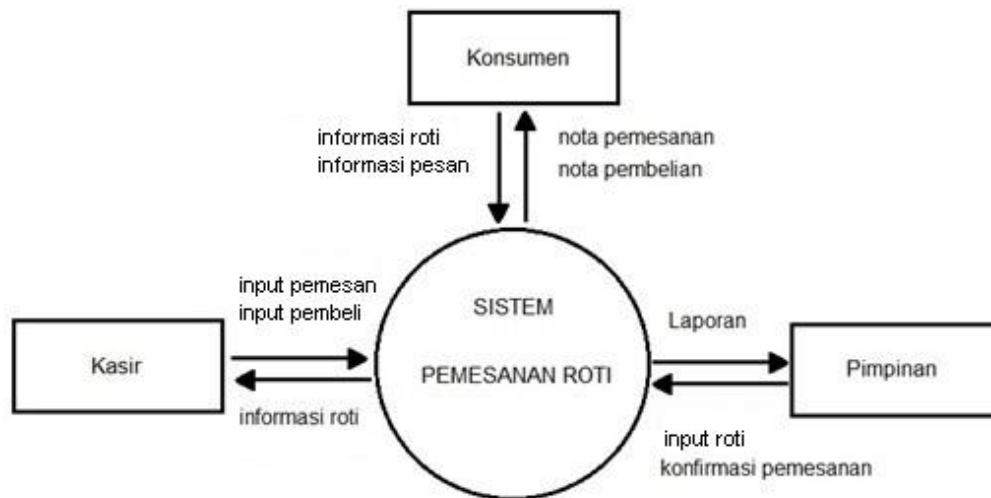 Konsumen
informasi roti
informasi pesan
nota pemesanan
nota pembelian
input pemesan
input pembeli
SISTEM
PEMESANAN ROTI
Kasir
informasi roti
Laporan
Pimpinan
input roti
konfirmasi pemesanan